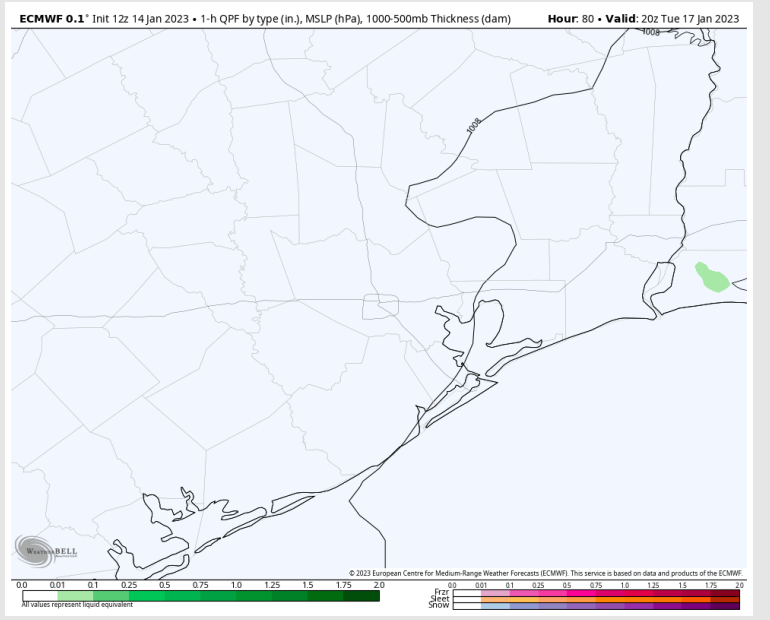 ECMWF 0.1° Init 12z 14 Jan 2023 • 1-h QPF by type (in.), MSLP (hPa), 1000-500mb Thickness (dam) Hour: 80 • Valid: 20z Tue 17 Jan 2023
1008
1008
WEATHERBELL
© 2023 European Centre for Medium-Range Weather Forecasts (ECMWF). This service is based on data and products of the ECMWF.
0.0 0.01 0.1 0.25 0.5 0.75 1.0 1.25 1.5 1.75 2.0
All values represent liquid equivalent
0.0 0.01 0.1 0.25 0.5 0.75 1.0 1.25 1.5 1.75 2.0
Frzr
Sleet
Snow